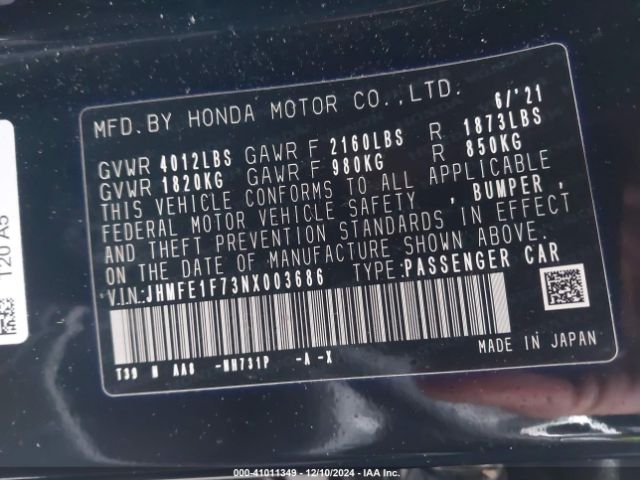 MFD.BY HONDA MOTOR CO.,LTD. 6/'21
GVWR 4012LBS GAWR F 2160LBS R 1873LBS
GVWR 1820KG GAWR F 980KG R 850KG
THIS VEHICLE CONFORMS TO ALL APPLICABLE
FEDERAL MOTOR VEHICLE SAFETY , BUMPER ,
AND THEFT PREVENTION STANDARDS IN EFFECT
ON THE DATE OF MANUFACTURE SHOWN ABOVE.
V.I.N:JHMFE1F73NX003686 TYPE:PASSENGER CAR
T39 N AA6 -NH731P -A -X
MADE IN JAPAN
T20 A5
000-41011349 - 12/10/2024 - IAA Inc.